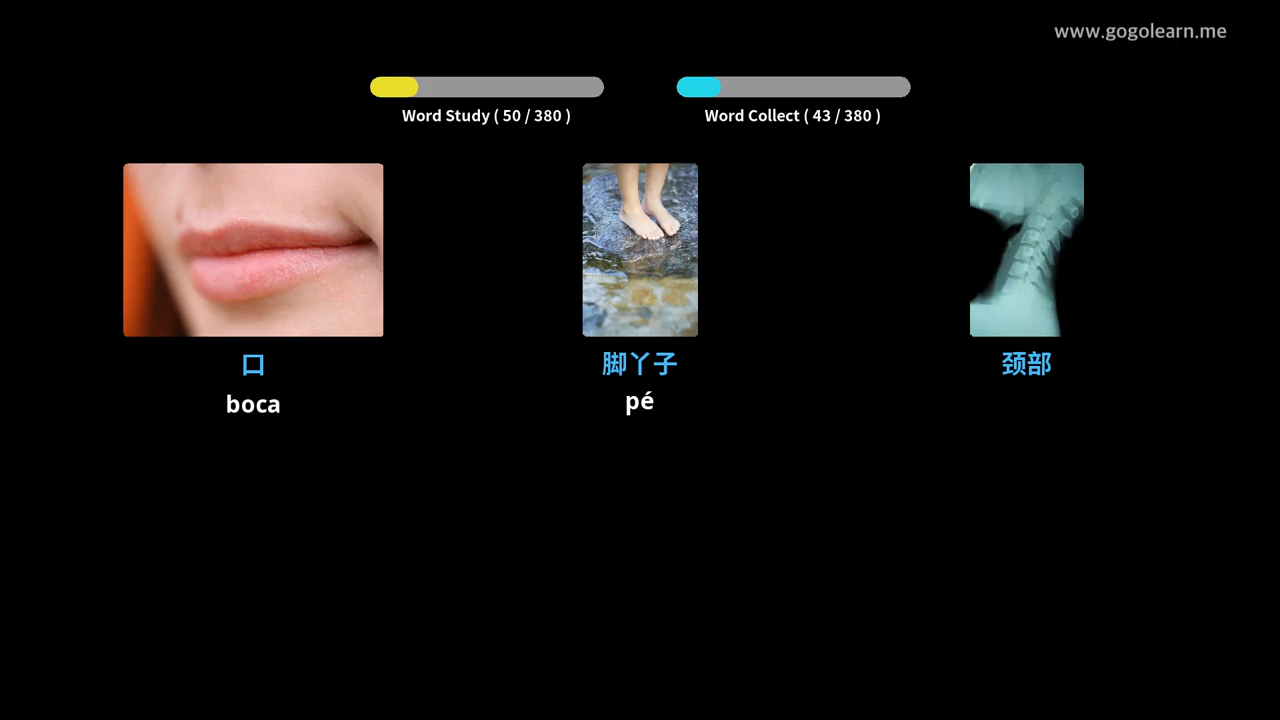 www.gogolearn.me
Word Study ( 50 / 380 )
Word Collect ( 43 / 380 )
口
脚丫子
颈部
boca
pé